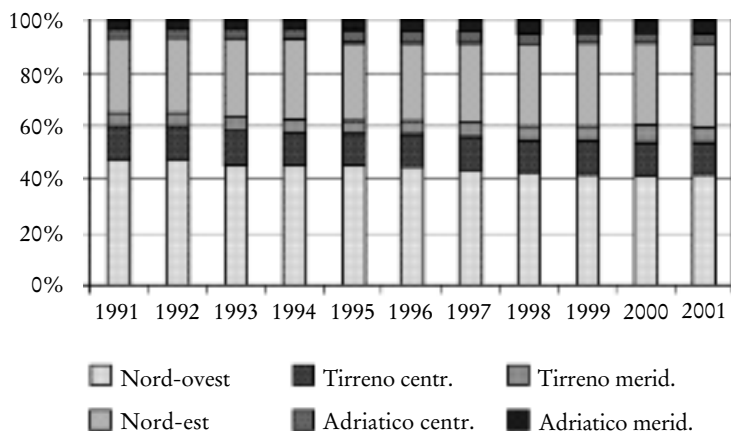 100%
80%
60%
40%
20%
0%
1991 1992 1993 1994 1995 1996 1997 1998 1999 2000 2001
Nord-ovest Tirreno centr. Tirreno merid.
Nord-est Adriatico centr. Adriatico merid.